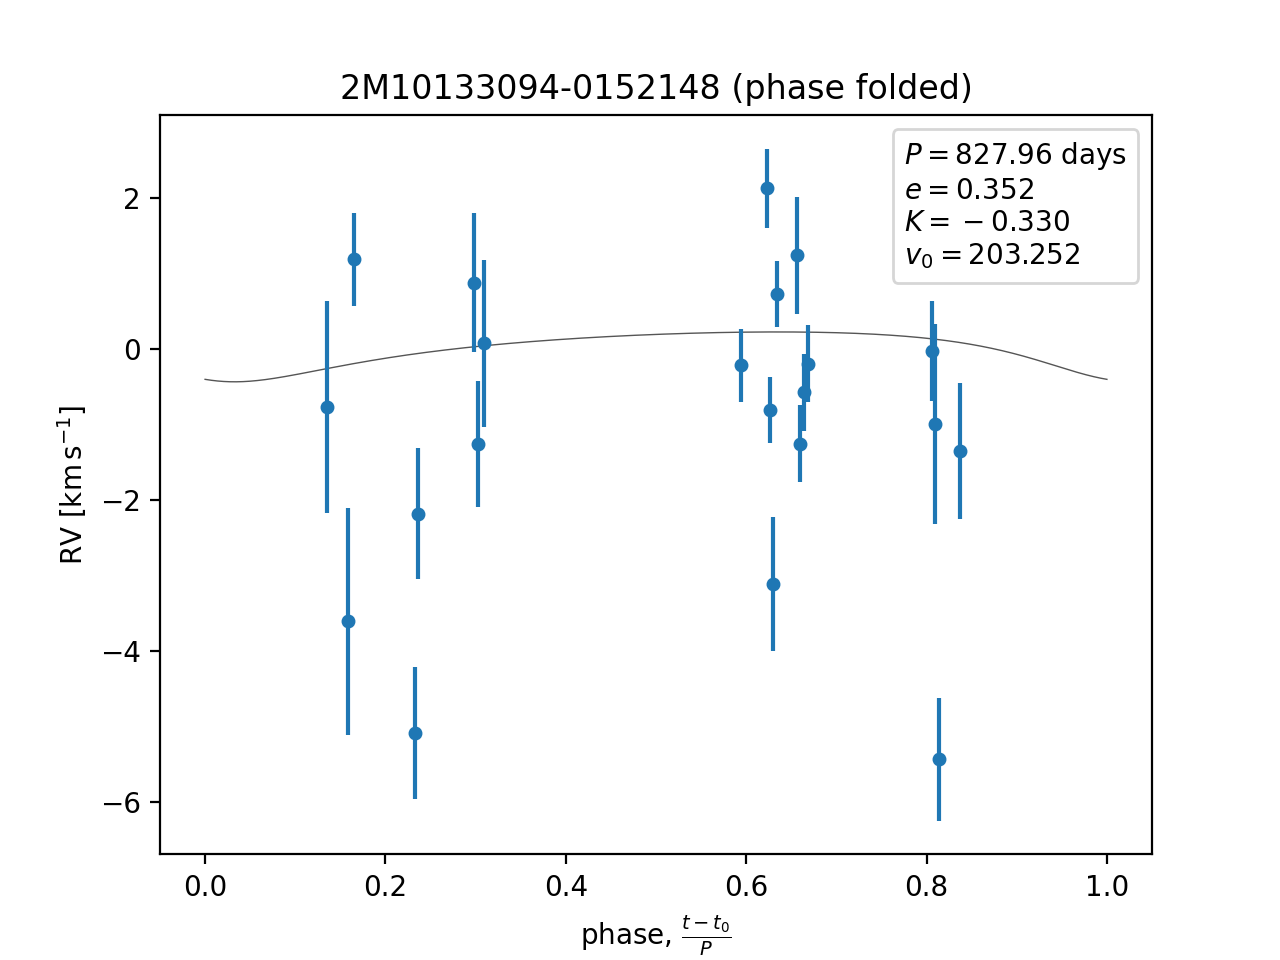 2M10133094-0152148 (phase folded)
P = 827.96 days
e = 0.352
K = −0.330
v₀ = 203.252
RV [km s⁻¹]
2
0
−2
−4
−6
0.0 0.2 0.4 0.6 0.8 1.0
phase, (t − t₀)/P